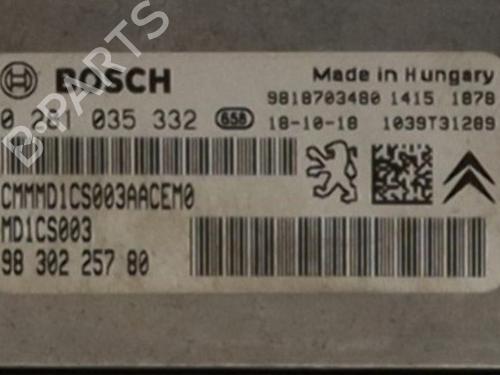 B-PARTS
BOSCH
Made in Hungary
0 281 035 332 658
9818703480 1415 1878
18-10-18 1039T31289
CMMMD1CS003AACEM0
MD1CS003
98 302 257 80